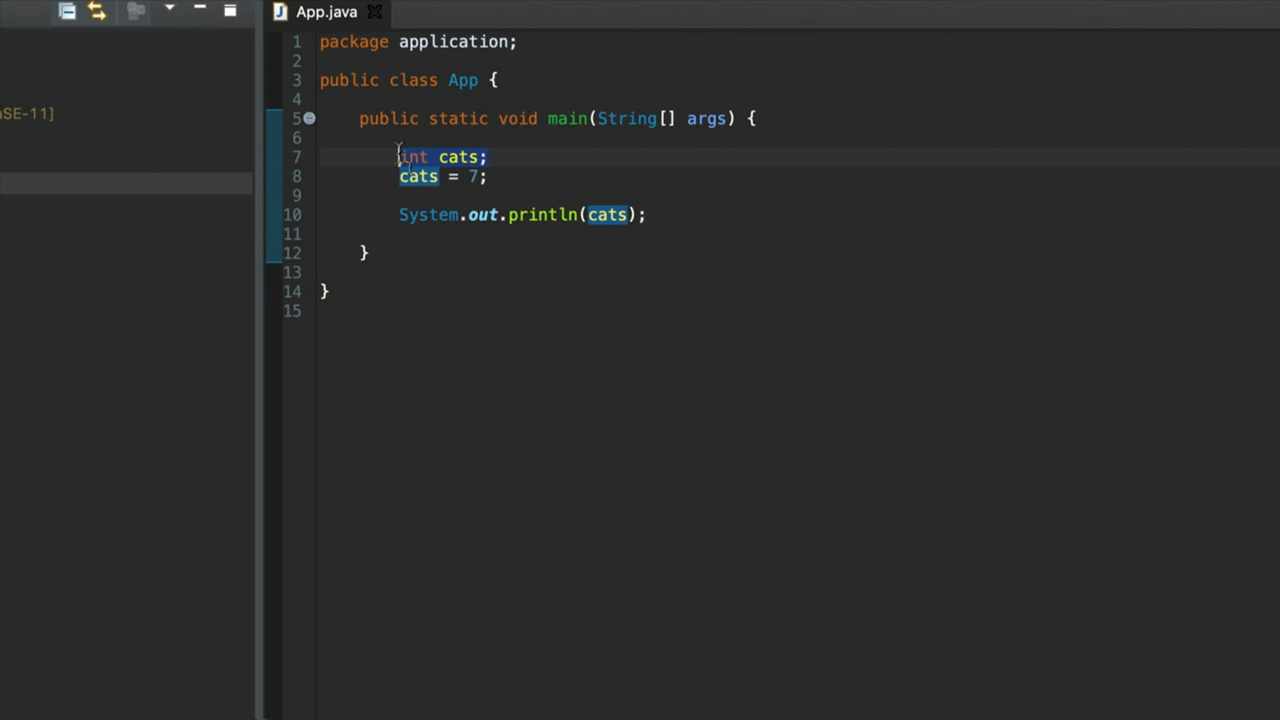 App.java
1 package application;
2
3 public class App {
4
SE-11]
5 public static void main(String[] args) {
6
7 int cats;
8 cats = 7;
9
10 System.out.println(cats);
11
12 }
13
14 }
15